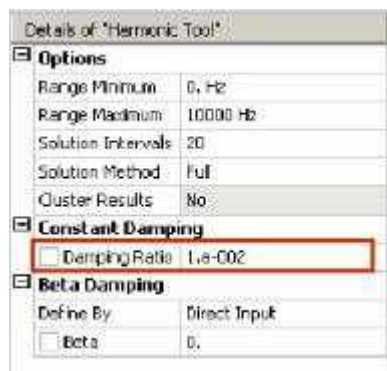 Details of "Harmonic Tool"
Options
Range Minimum 0. Hz
Range Maximum 10000 Hz
Solution Intervals 20
Solution Method Full
Cluster Results No
Constant Damping
Damping Ratio 1.e-002
Beta Damping
Define By Direct Input
Beta 0.